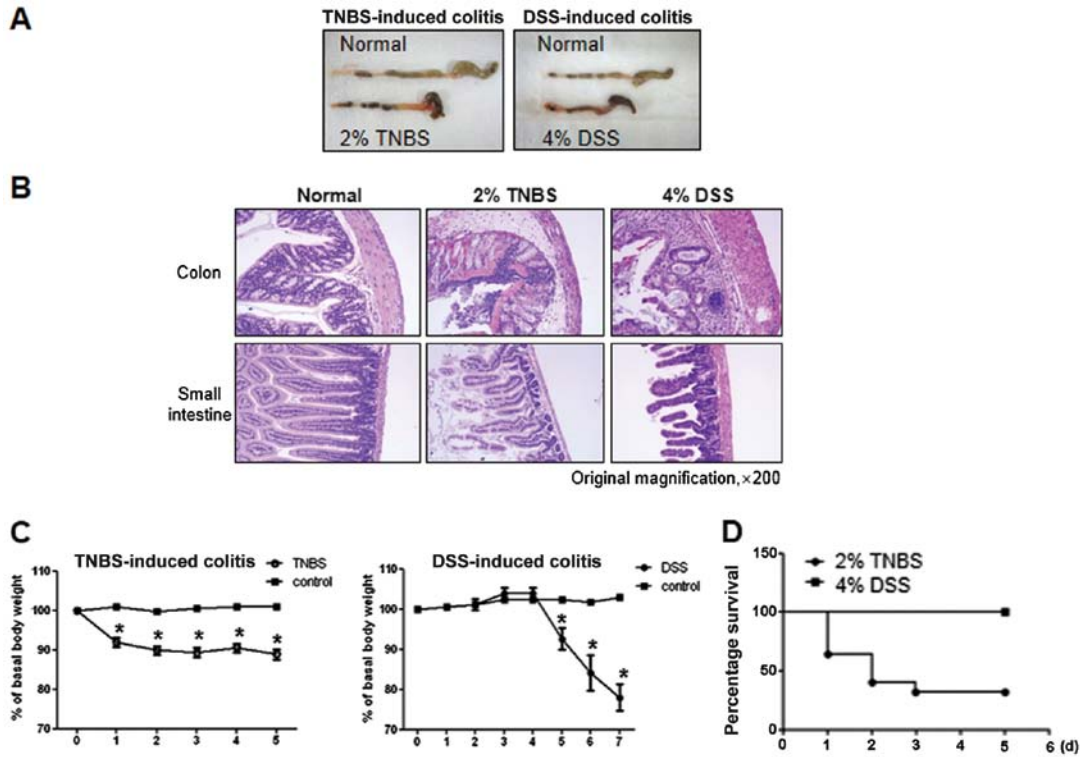 A
TNBS-induced colitis
DSS-induced colitis
Normal
Normal
2% TNBS
4% DSS
B
Normal
2% TNBS
4% DSS
Colon
Small
intestine
Original magnification,×200
C
TNBS-induced colitis
TNBS
control
% of basal body weight
110
100
90
80
70
* * * * *
0 1 2 3 4 5
DSS-induced colitis
DSS
control
% of basal body weight
110
100
90
80
70
* * *
0 1 2 3 4 5 6 7
D
2% TNBS
4% DSS
Percentage survival
150
100
50
0
0 1 2 3 4 5 6 (d)